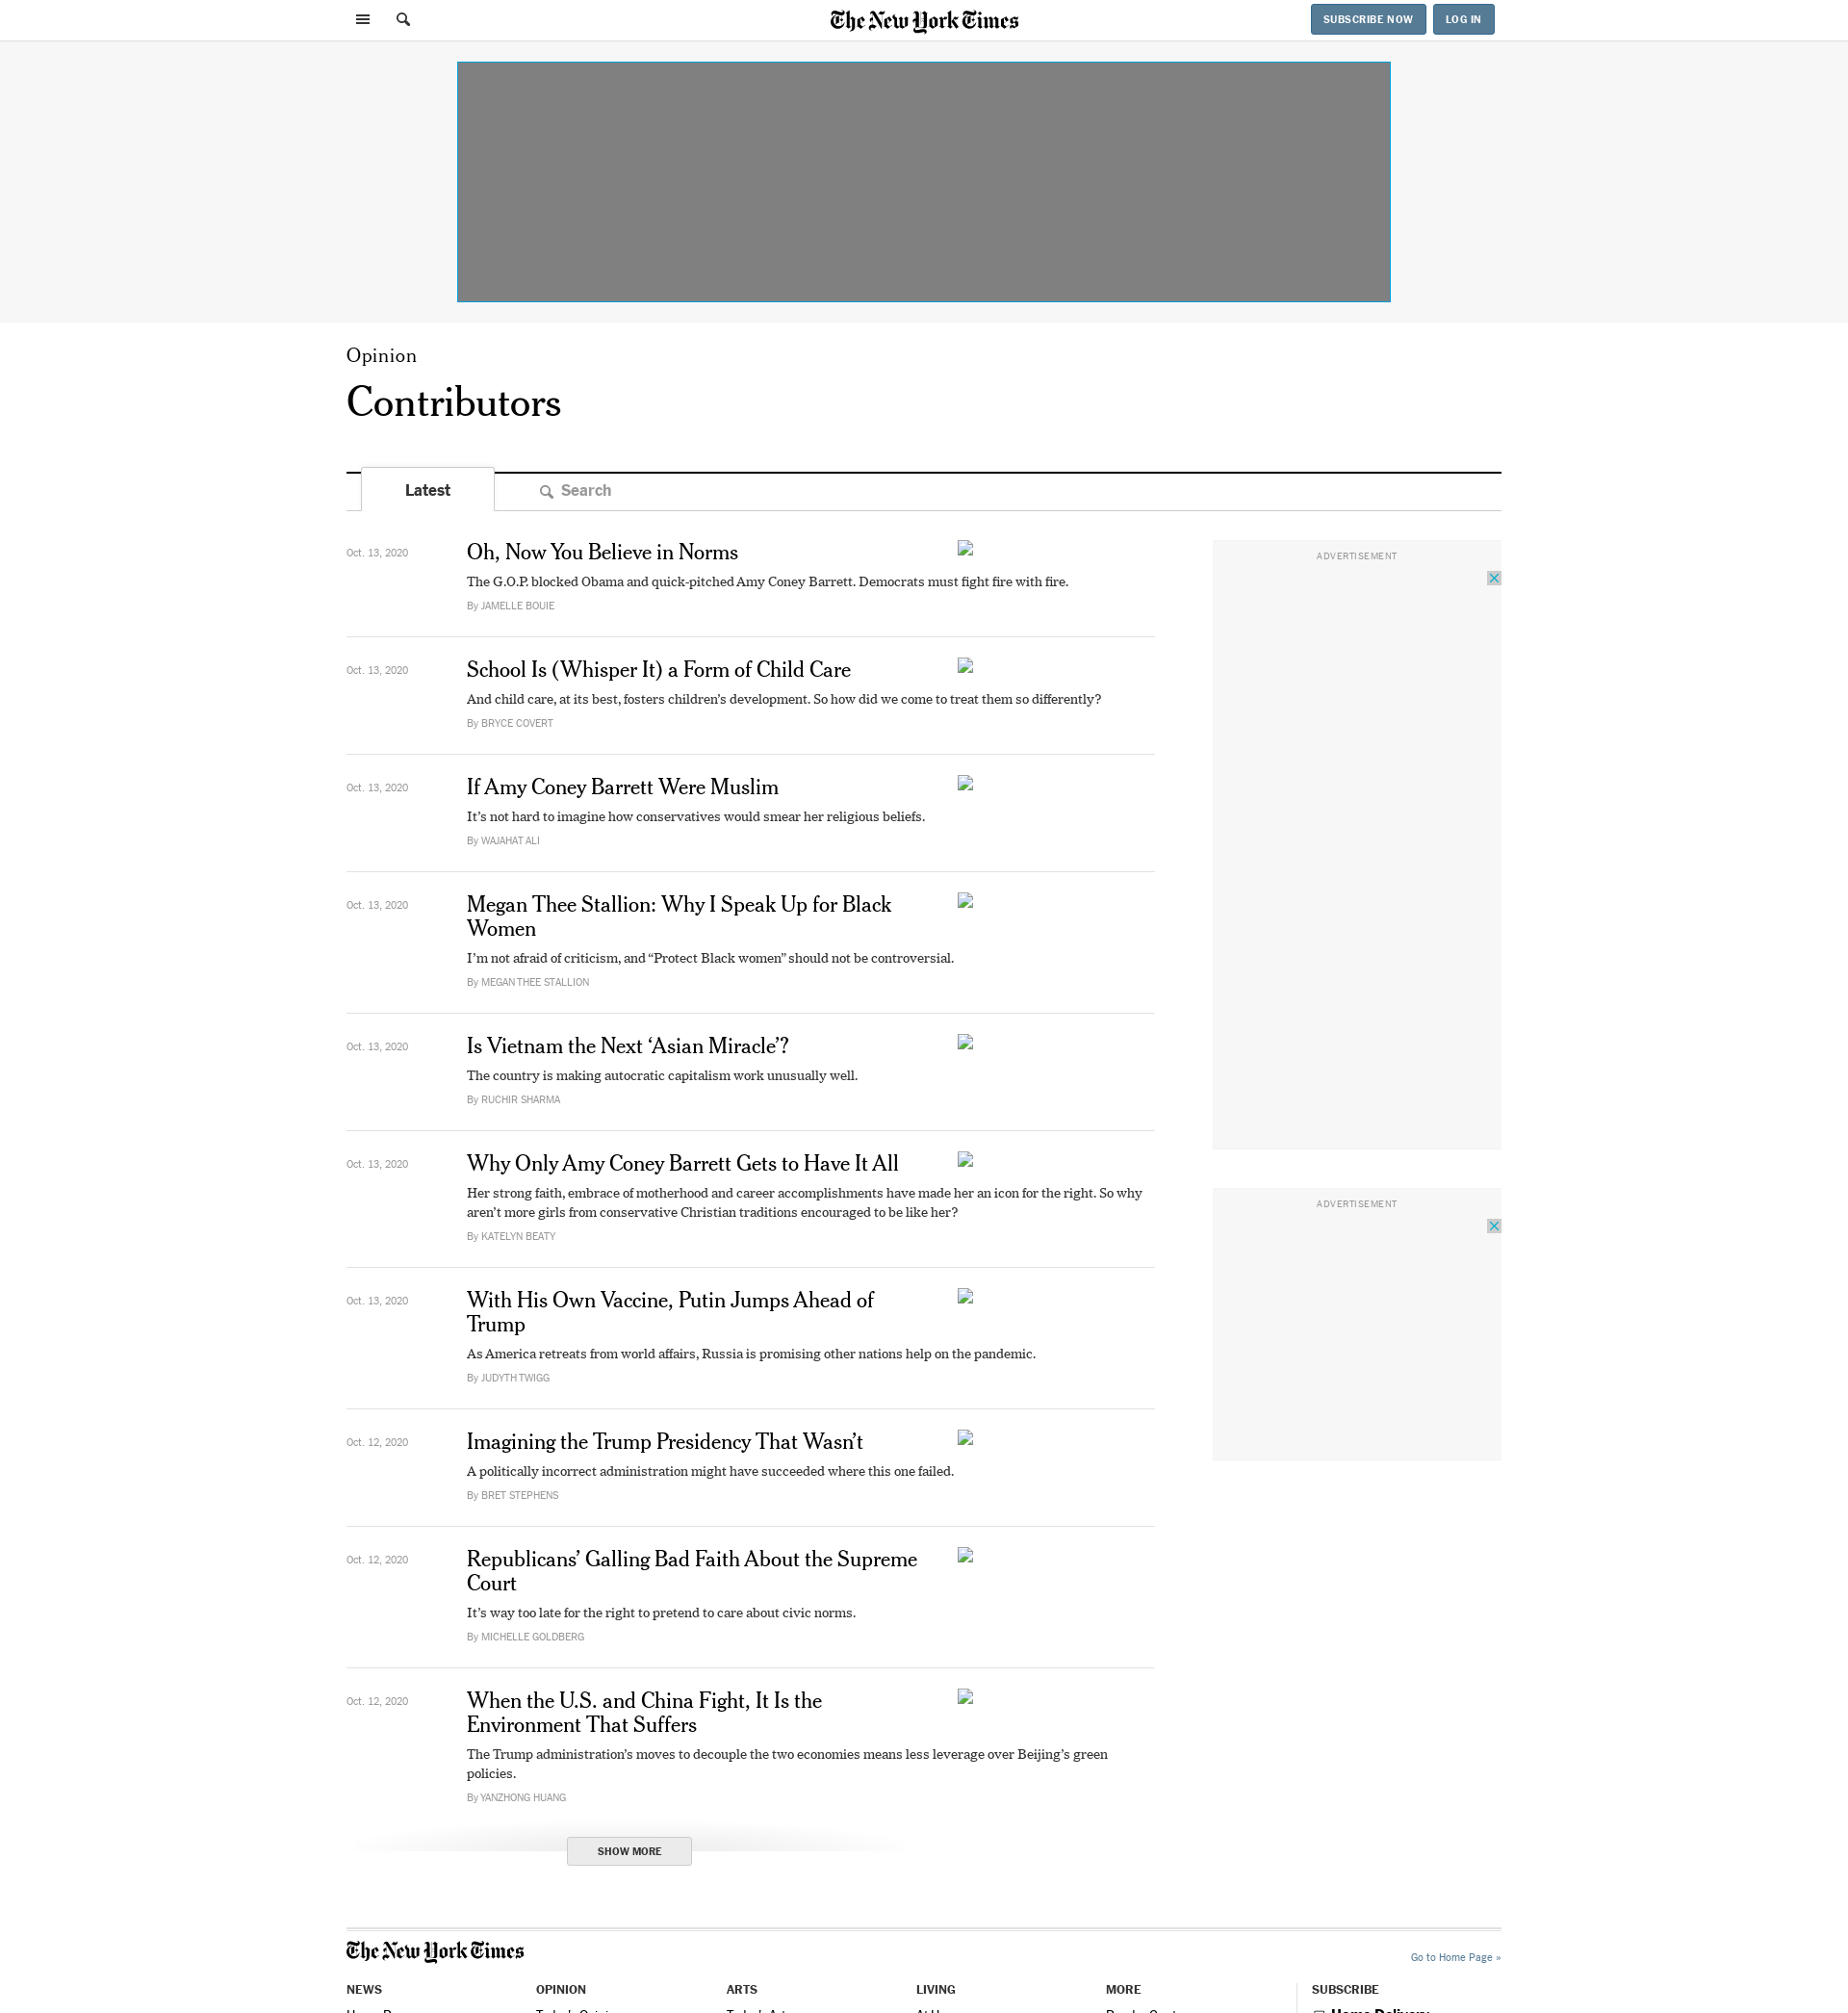 The New York Times
SUBSCRIBE NOW
LOG IN
Opinion
Contributors
Latest
Search
Oct. 13, 2020
Oh, Now You Believe in Norms
The G.O.P. blocked Obama and quick-pitched Amy Coney Barrett. Democrats must fight fire with fire.
By JAMELLE BOUIE
Oct. 13, 2020
School Is (Whisper It) a Form of Child Care
And child care, at its best, fosters children’s development. So how did we come to treat them so differently?
By BRYCE COVERT
Oct. 13, 2020
If Amy Coney Barrett Were Muslim
It’s not hard to imagine how conservatives would smear her religious beliefs.
By WAJAHAT ALI
Oct. 13, 2020
Megan Thee Stallion: Why I Speak Up for Black
Women
I’m not afraid of criticism, and “Protect Black women” should not be controversial.
By MEGAN THEE STALLION
Oct. 13, 2020
Is Vietnam the Next ‘Asian Miracle’?
The country is making autocratic capitalism work unusually well.
By RUCHIR SHARMA
Oct. 13, 2020
Why Only Amy Coney Barrett Gets to Have It All
Her strong faith, embrace of motherhood and career accomplishments have made her an icon for the right. So why
aren’t more girls from conservative Christian traditions encouraged to be like her?
By KATELYN BEATY
Oct. 13, 2020
With His Own Vaccine, Putin Jumps Ahead of
Trump
As America retreats from world affairs, Russia is promising other nations help on the pandemic.
By JUDYTH TWIGG
Oct. 12, 2020
Imagining the Trump Presidency That Wasn’t
A politically incorrect administration might have succeeded where this one failed.
By BRET STEPHENS
Oct. 12, 2020
Republicans’ Galling Bad Faith About the Supreme
Court
It’s way too late for the right to pretend to care about civic norms.
By MICHELLE GOLDBERG
Oct. 12, 2020
When the U.S. and China Fight, It Is the
Environment That Suffers
The Trump administration’s moves to decouple the two economies means less leverage over Beijing’s green
policies.
By YANZHONG HUANG
SHOW MORE
ADVERTISEMENT
ADVERTISEMENT
The New York Times
Go to Home Page »
NEWS
OPINION
ARTS
LIVING
MORE
SUBSCRIBE
Home Delivery